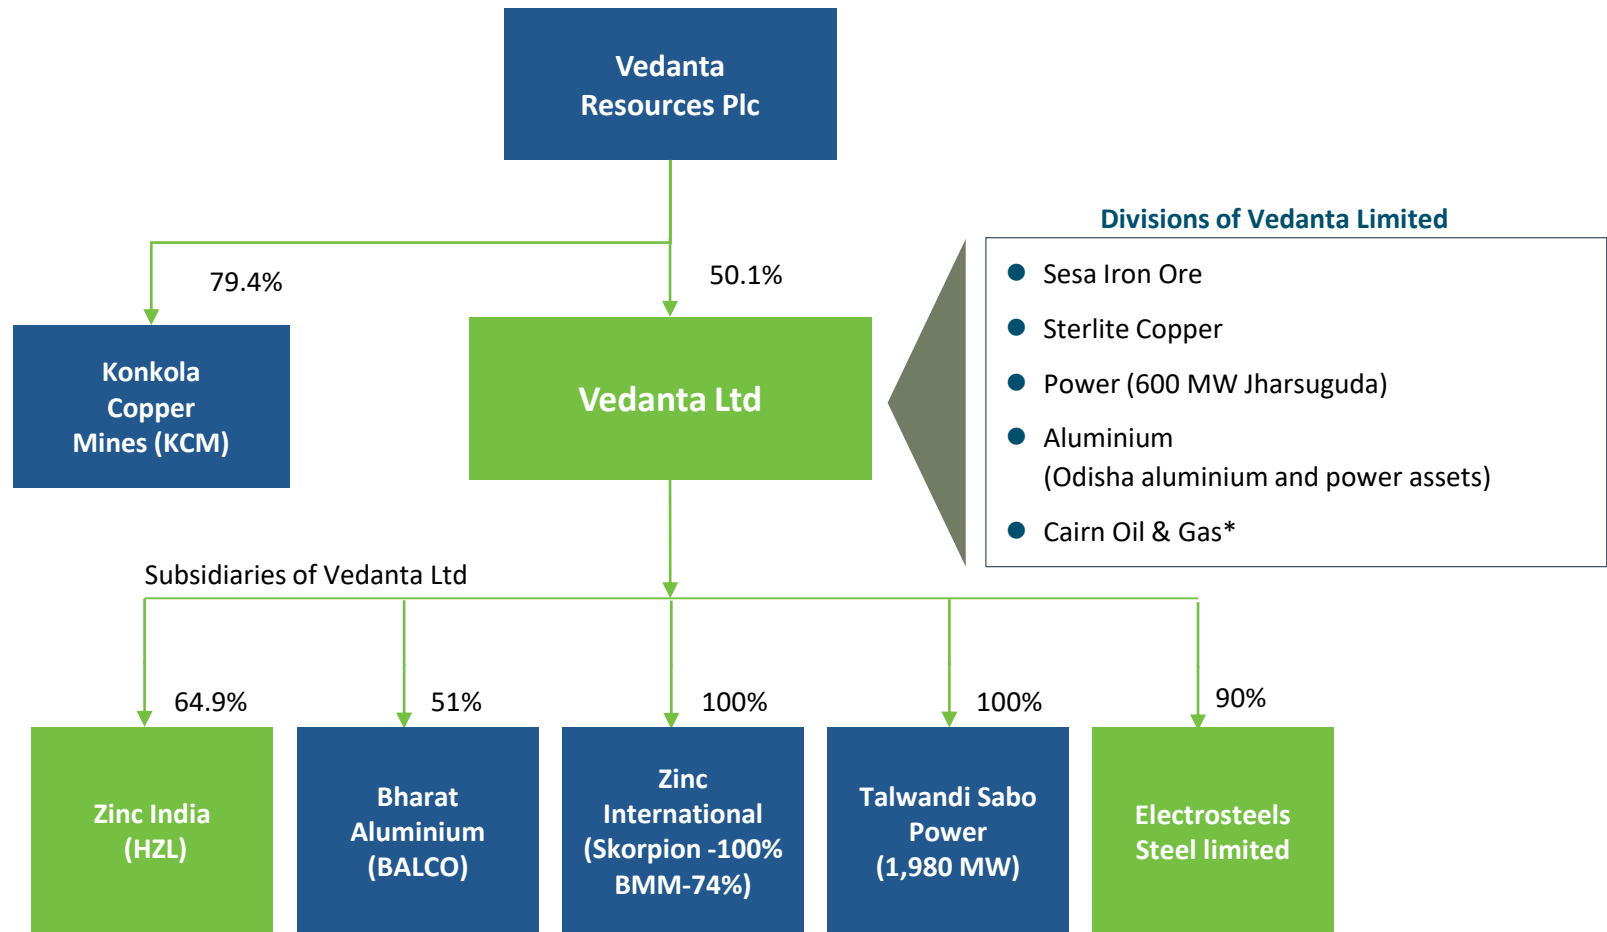 Vedanta
Resources Plc
Divisions of Vedanta Limited
79.4%
50.1%
Sesa Iron Ore
Sterlite Copper
Power (600 MW Jharsuguda)
Aluminium
(Odisha aluminium and power assets)
Cairn Oil & Gas*
Konkola
Copper
Mines (KCM)
Vedanta Ltd
Subsidiaries of Vedanta Ltd
64.9%
51%
100%
100%
90%
Zinc India
(HZL)
Bharat
Aluminium
(BALCO)
Zinc
International
(Skorpion -100%
BMM-74%)
Talwandi Sabo
Power
(1,980 MW)
Electrosteels
Steel limited